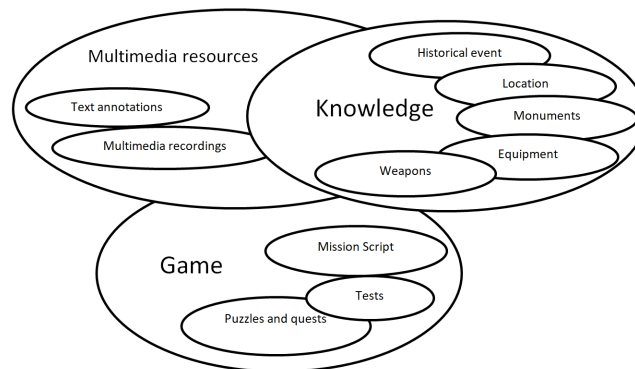 Multimedia resources
Text annotations
Multimedia recordings
Knowledge
Historical event
Location
Monuments
Equipment
Weapons
Game
Mission Script
Tests
Puzzles and quests